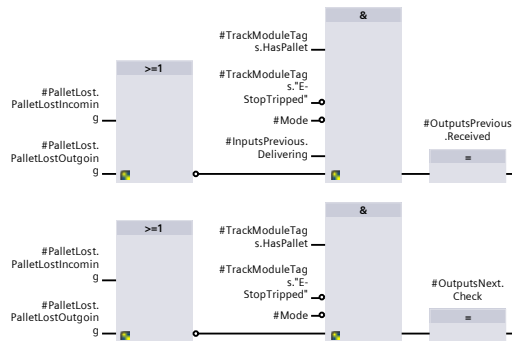 &
#TrackModuleTag
s.HasPallet
>=1
#TrackModuleTag
s."E-
StopTripped"
#PalletLost.
PalletLostIncomin
g
#Mode
#OutputsPrevious
.Received
#PalletLost.
PalletLostOutgoin
g
#InputsPrevious.
Delivering
=
&
>=1
#TrackModuleTag
s.HasPallet
#PalletLost.
PalletLostIncomin
g
#TrackModuleTag
s."E-
StopTripped"
#OutputsNext.
Check
#PalletLost.
PalletLostOutgoin
g
#Mode
=